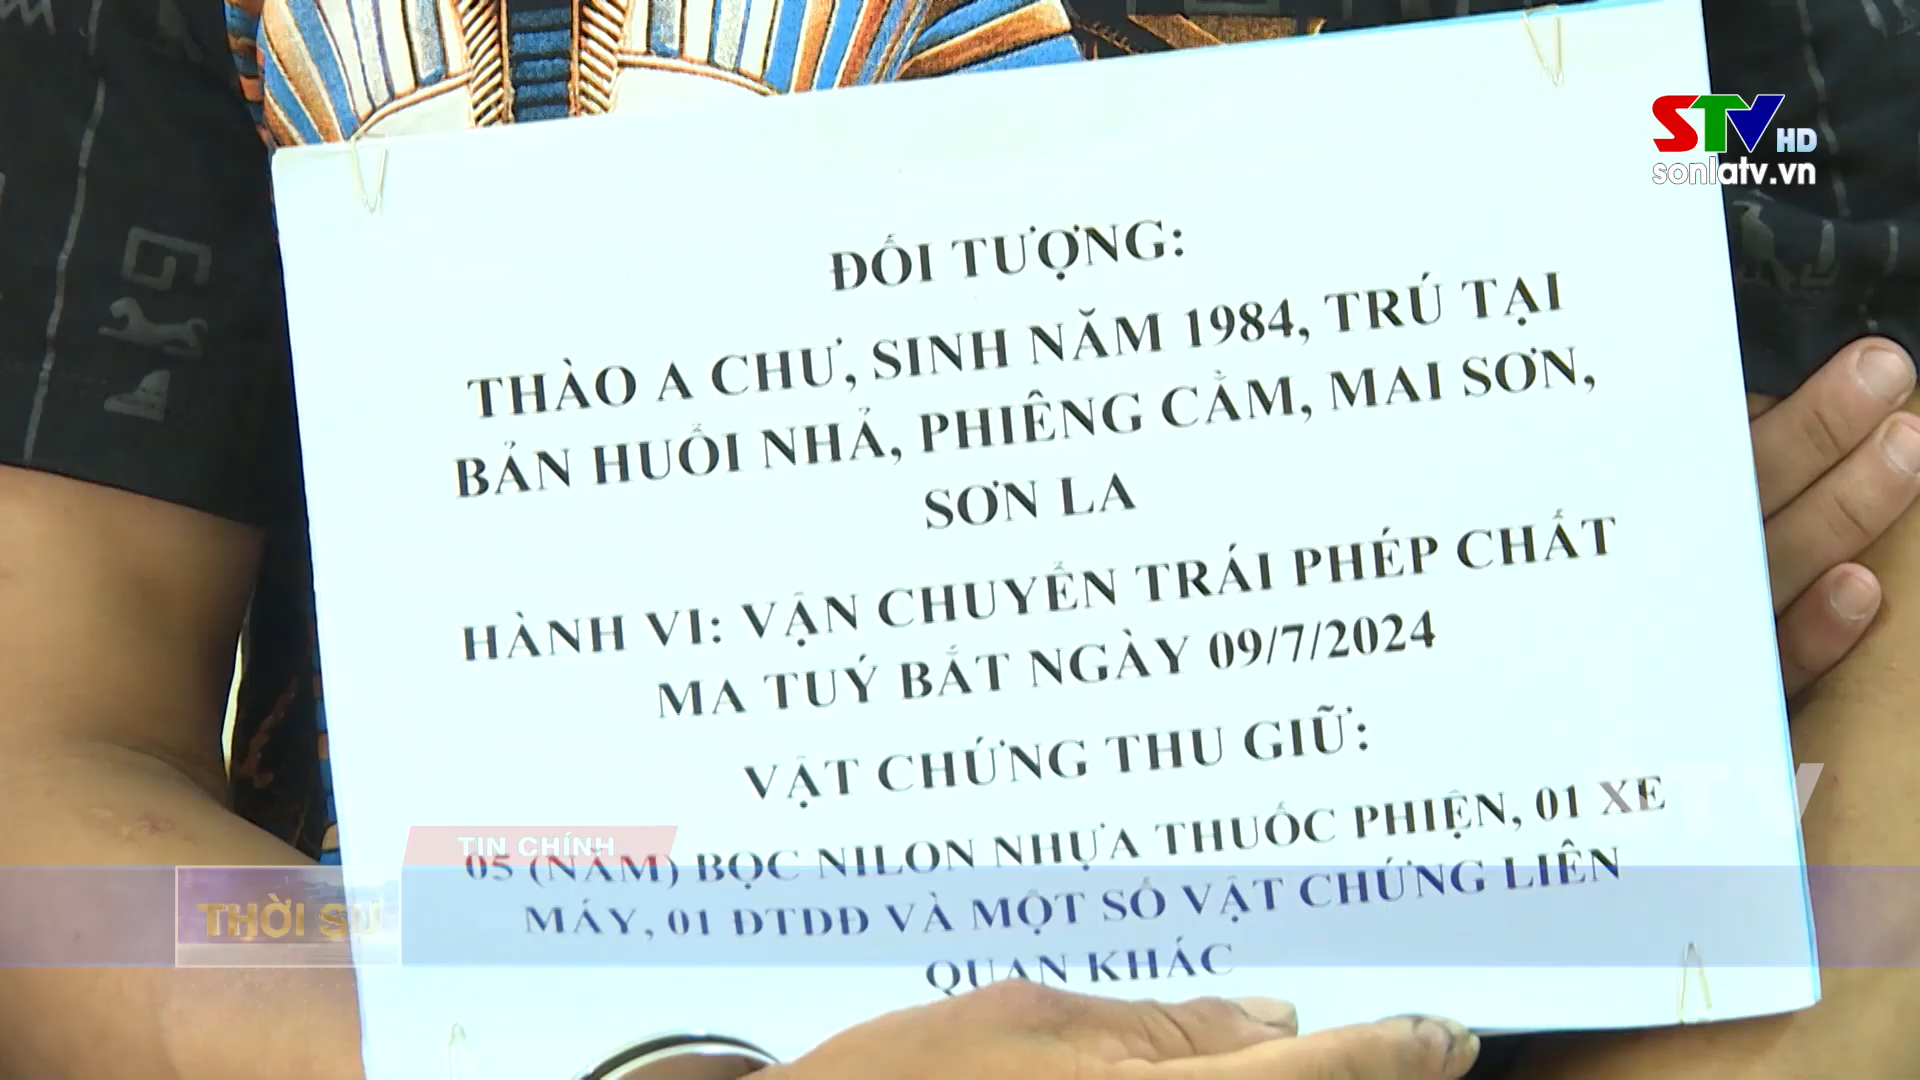 STV HD
sonlatv.vn
ĐỐI TƯỢNG:
THÀO A CHƯ, SINH NĂM 1984, TRÚ TẠI
BẢN HUỔI NHẢ, PHIÊNG CẰM, MAI SƠN,
SƠN LA
HÀNH VI: VẬN CHUYỂN TRÁI PHÉP CHẤT
MA TUÝ BẮT NGÀY 09/7/2024
VẬT CHỨNG THU GIỮ:
05 (NĂM) BỌC NILON NHỰA THUỐC PHIỆN, 01 XE
MÁY, 01 ĐTDĐ VÀ MỘT SỐ VẬT CHỨNG LIÊN
QUAN KHÁC
TIN CHÍNH
THỜI SỰ